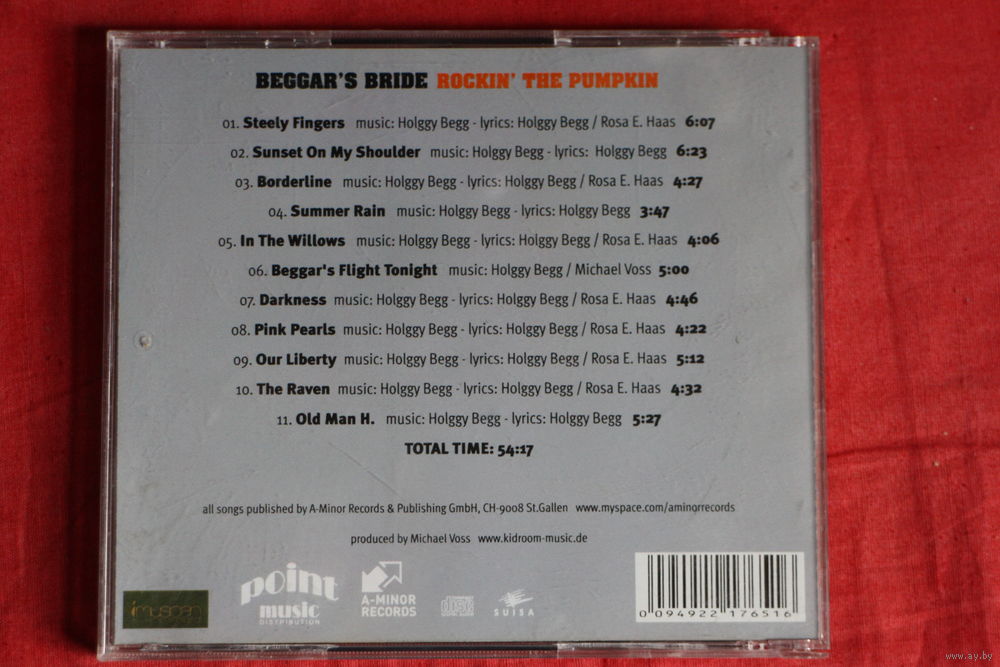 BEGGAR'S BRIDE ROCKIN' THE PUMPKIN
01. Steely Fingers music: Holggy Begg - lyrics: Holggy Begg / Rosa E. Haas 6:07
02. Sunset On My Shoulder music: Holggy Begg - lyrics: Holggy Begg 6:23
03. Borderline music: Holggy Begg - lyrics: Holggy Begg / Rosa E. Haas 4:27
04. Summer Rain music: Holggy Begg - lyrics: Holggy Begg 3:47
05. In The Willows music: Holggy Begg - lyrics: Holggy Begg / Rosa E. Haas 4:06
06. Beggar's Flight Tonight music: Holggy Begg / Michael Voss 5:00
07. Darkness music: Holggy Begg - lyrics: Holggy Begg / Rosa E. Haas 4:46
08. Pink Pearls music: Holggy Begg - lyrics: Holggy Begg / Rosa E. Haas 4:22
09. Our Liberty music: Holggy Begg - lyrics: Holggy Begg / Rosa E. Haas 5:12
10. The Raven music: Holggy Begg - lyrics: Holggy Begg / Rosa E. Haas 4:32
11. Old Man H. music: Holggy Begg - lyrics: Holggy Begg 5:27
TOTAL TIME: 54:17
all songs published by A-Minor Records & Publishing GmbH, CH-9008 St.Gallen www.myspace.com/aminorrecords
produced by Michael Voss www.kidroom-music.de
point
music
DISTRIBUTION
A-MINOR
RECORDS
disc
SUISA
0 094922 176516
www.ay.by